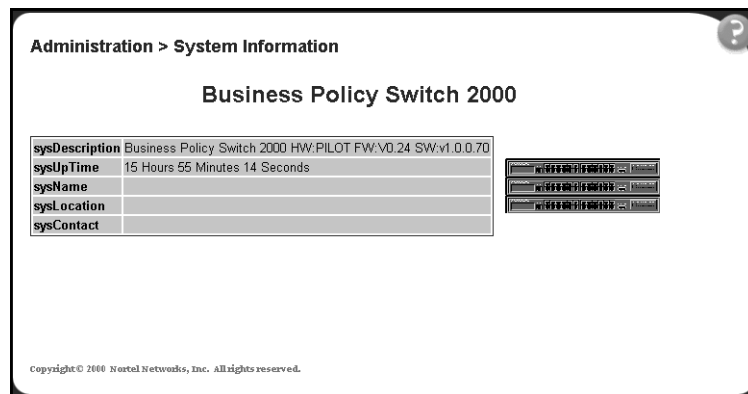 Administration > System Information
?
Business Policy Switch 2000
sysDescription Business Policy Switch 2000 HW:PILOT FW:V0.24 SW:v1.0.0.70
sysUpTime 15 Hours 55 Minutes 14 Seconds
sysName
sysLocation
sysContact
Copyright© 2000 Nortel Networks, Inc. All rights reserved.